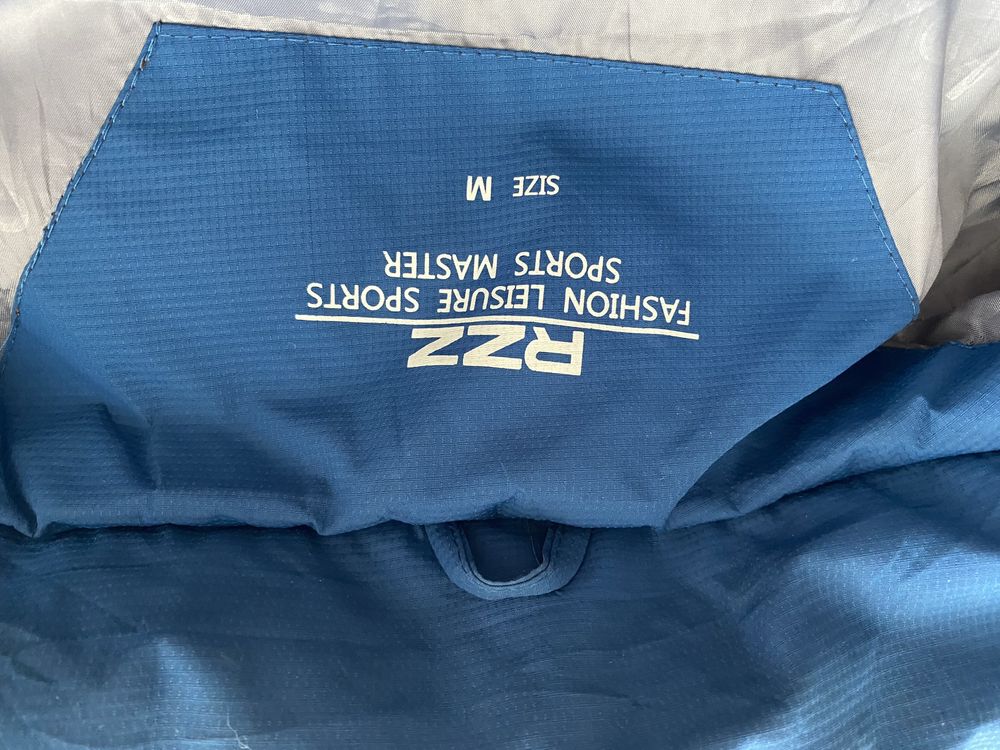 RZZ
FASHION LEISURE SPORTS
SPORTS MASTER
SIZE M